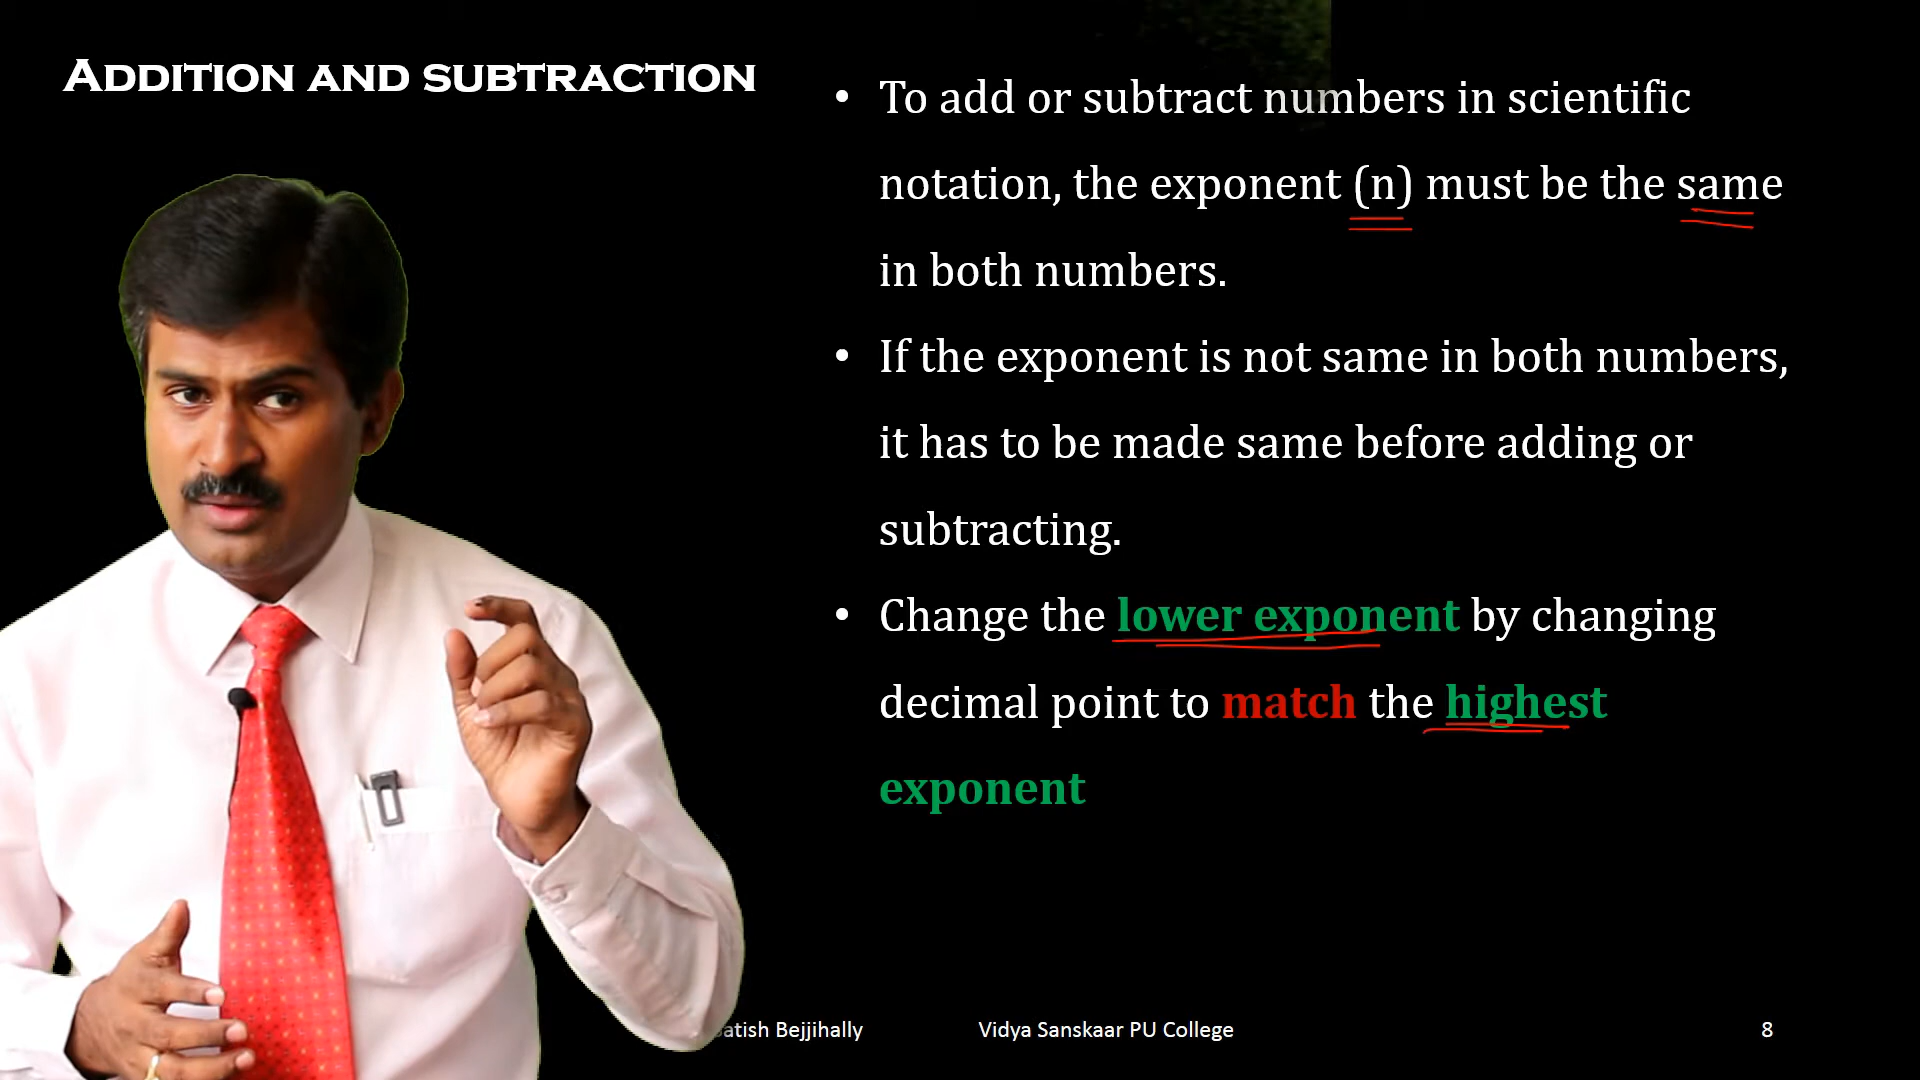 ADDITION AND SUBTRACTION
• To add or subtract numbers in scientific
notation, the exponent (n) must be the same
in both numbers.
• If the exponent is not same in both numbers,
it has to be made same before adding or
subtracting.
• Change the lower exponent by changing
decimal point to match the highest
exponent
Bejjihally
Vidya Sanskaar PU College
8